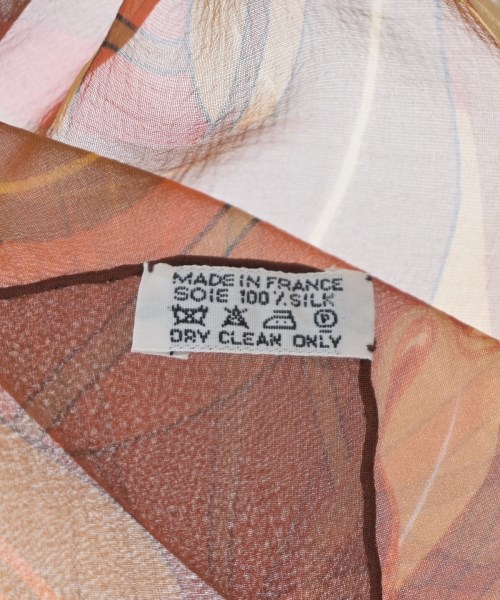 MADE IN FRANCE
SOIE 100% SILK
P
DRY CLEAN ONLY